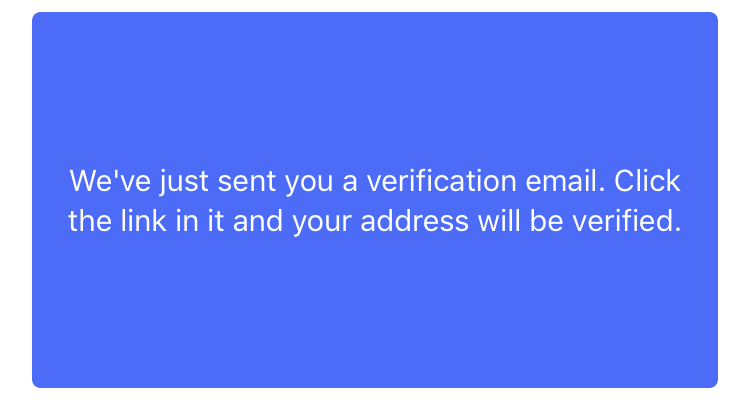 We've just sent you a verification email. Click
the link in it and your address will be verified.